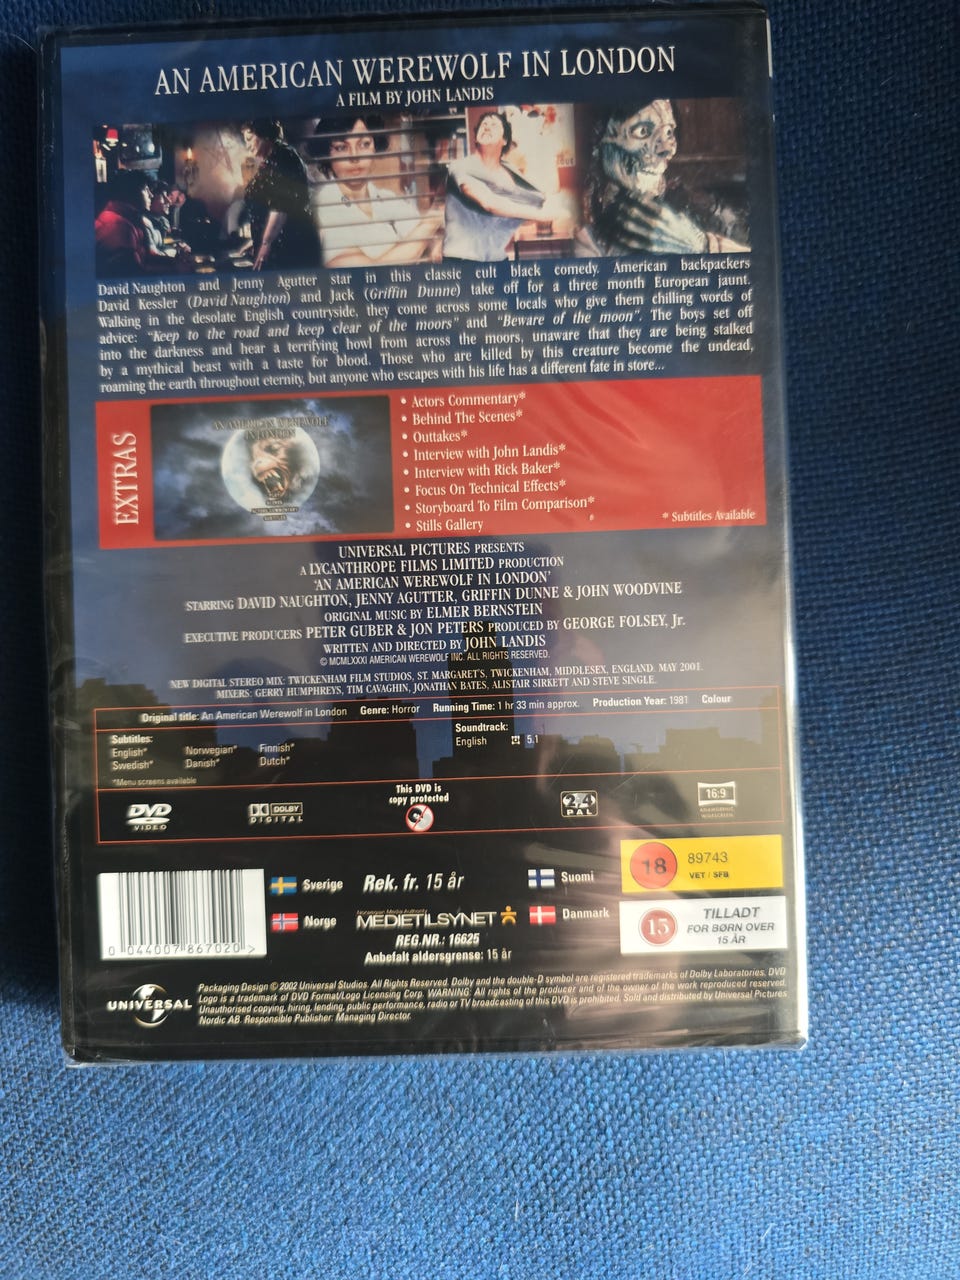 AN AMERICAN WEREWOLF IN LONDON
A FILM BY JOHN LANDIS
David Naughton and Jenny Agutter star in this classic cult black comedy. American backpackers
David Kessler (David Naughton) and Jack (Griffin Dunne) take off for a three month European jaunt.
Walking in the desolate English countryside, they come across some locals who give them chilling words of
advice: "Keep to the road and keep clear of the moors" and "Beware of the moon". The boys set off
into the darkness and hear a terrifying howl from across the moors, unaware that they are being stalked
by a mythical beast with a taste for blood. Those who are killed by this creature become the undead,
roaming the earth throughout eternity, but anyone who escapes with his life has a different fate in store...
EXTRAS
AN AMERICAN WEREWOLF
IN LONDON
PLAY
SCENES
ACTORS COMMENTARY
SUBTITLES
• Actors Commentary*
• Behind The Scenes*
• Outtakes*
• Interview with John Landis*
• Interview with Rick Baker*
• Focus On Technical Effects*
• Storyboard To Film Comparison*
• Stills Gallery
* Subtitles Available
UNIVERSAL PICTURES PRESENTS
A LYCANTHROPE FILMS LIMITED PRODUCTION
'AN AMERICAN WEREWOLF IN LONDON'
STARRING DAVID NAUGHTON, JENNY AGUTTER, GRIFFIN DUNNE & JOHN WOODVINE
ORIGINAL MUSIC BY ELMER BERNSTEIN
EXECUTIVE PRODUCERS PETER GUBER & JON PETERS PRODUCED BY GEORGE FOLSEY, Jr.
WRITTEN AND DIRECTED BY JOHN LANDIS
© MCMLXXXI AMERICAN WEREWOLF INC. ALL RIGHTS RESERVED.
NEW DIGITAL STEREO MIX: TWICKENHAM FILM STUDIOS, ST. MARGARET'S, TWICKENHAM, MIDDLESEX, ENGLAND. MAY 2001.
MIXERS: GERRY HUMPHREYS, TIM CAVAGHIN, JONATHAN BATES, ALISTAIR SIRKETT AND STEVE SINGLE.
Original title: An American Werewolf in London Genre: Horror Running Time: 1 hr 33 min approx. Production Year: 1981 Colour
Subtitles:
English* Norwegian* Finnish*
Swedish* Danish* Dutch*
*Menu screens available
Soundtrack:
English 5.1
DVD
VIDEO
DOLBY
DIGITAL
This DVD is
copy protected
2 4
PAL
16:9
ANAMORPHIC
WIDESCREEN
0 044007 867020 >
Sverige Rek. fr. 15 år
Norge Norwegian Media Authority
MEDIETILSYNET
REG.NR.: 16625
Anbefalt aldersgrense: 15 år
Suomi
Danmark
18 89743
VET / SFB
15 TILLADT
FOR BØRN OVER
15 ÅR
UNIVERSAL
Packaging Design © 2002 Universal Studios. All Rights Reserved. Dolby and the double-D symbol are registered trademarks of Dolby Laboratories. DVD
Logo is a trademark of DVD Format/Logo Licensing Corp. WARNING: All rights of the producer and of the owner of the work reproduced reserved.
Unauthorised copying, hiring, lending, public performance, radio or TV broadcasting of this DVD is prohibited. Sold and distributed by Universal Pictures
Nordic AB. Responsible Publisher: Managing Director.